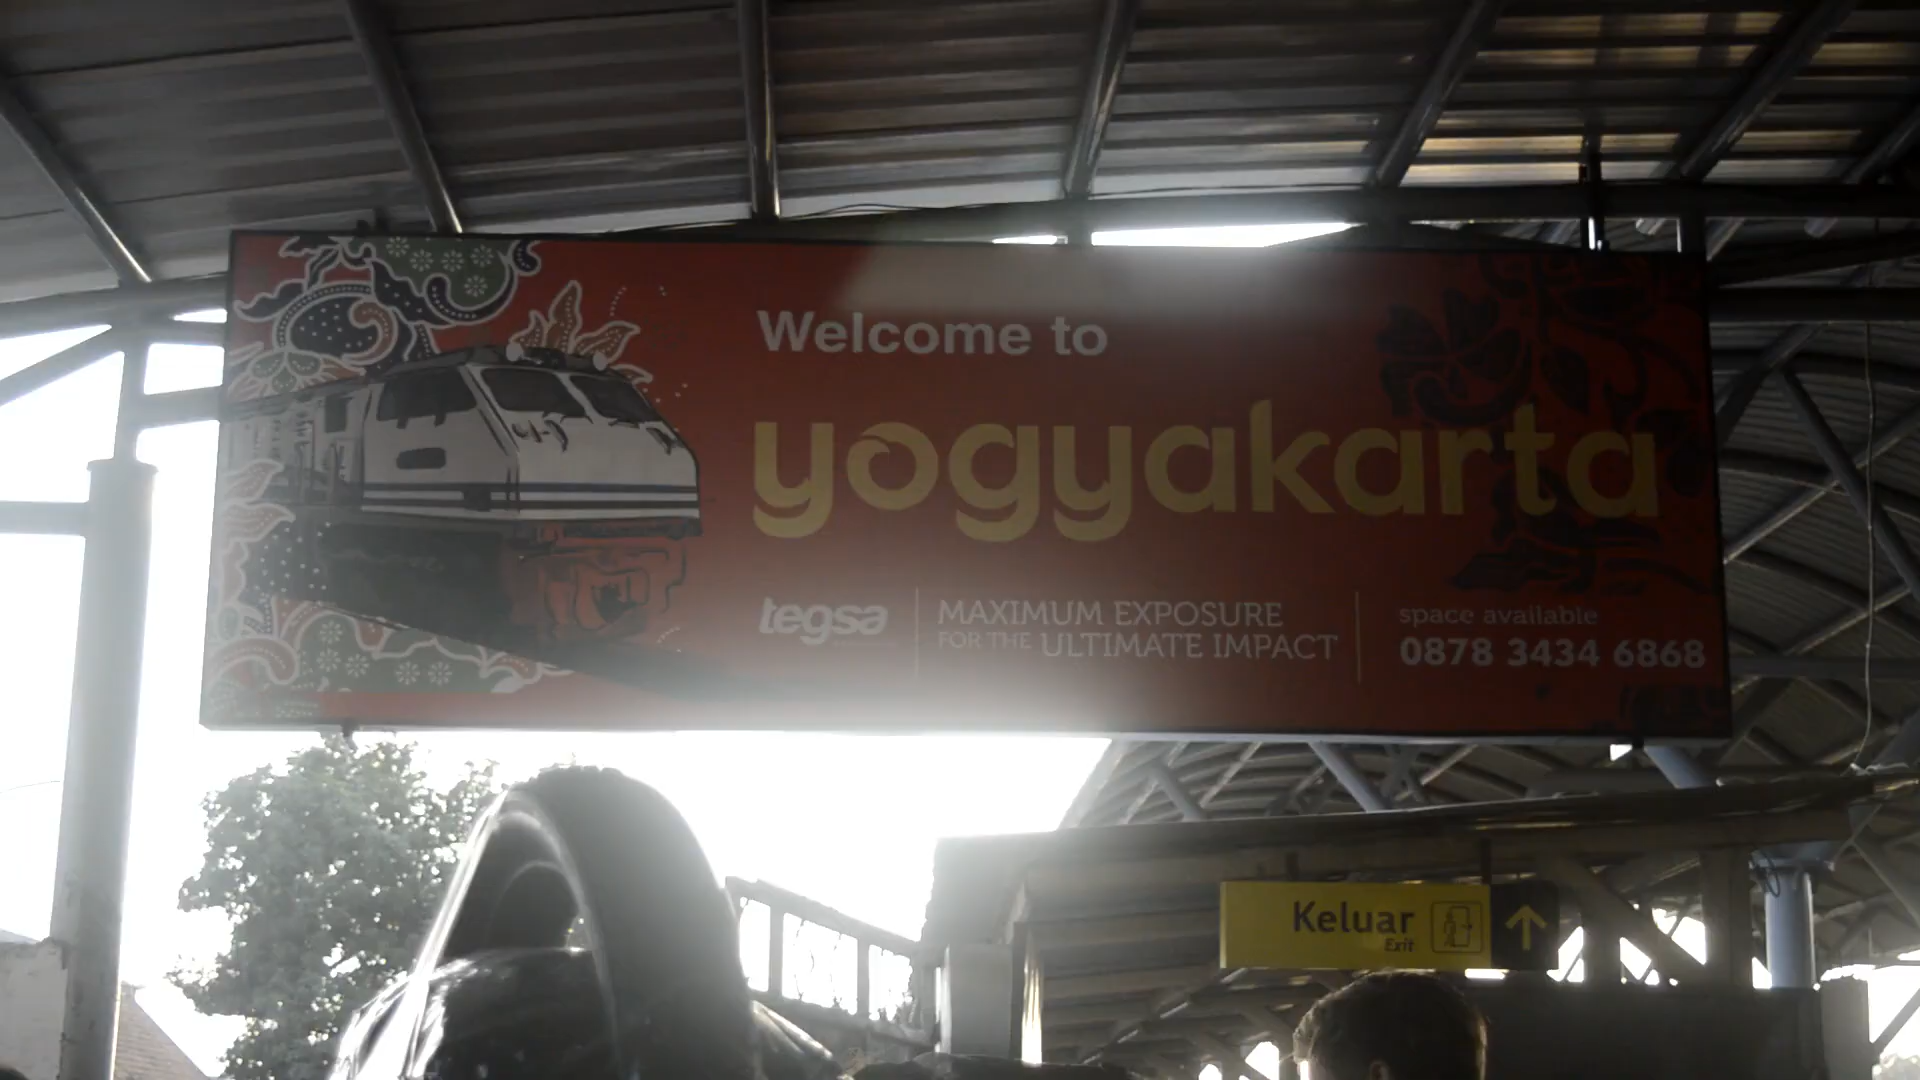 Welcome to
yogyakarta
tegsa
MAXIMUM EXPOSURE
FOR THE ULTIMATE IMPACT
space available
0878 3434 6868
Keluar
Exit